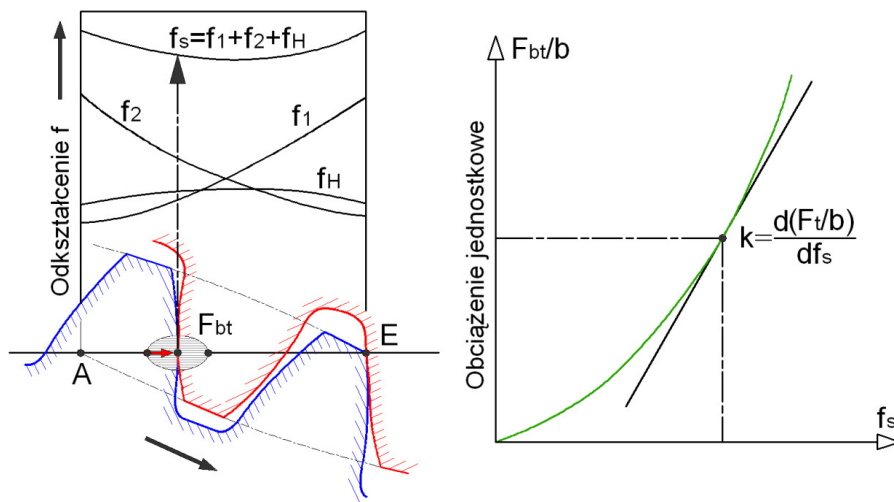 Odkształcenie f
fs=f1+f2+fH
f2
f1
fH
Fbt
A
E
Obciążenie jednostkowe
Fbt/b
k=d(Ft/b)/dfs
fs